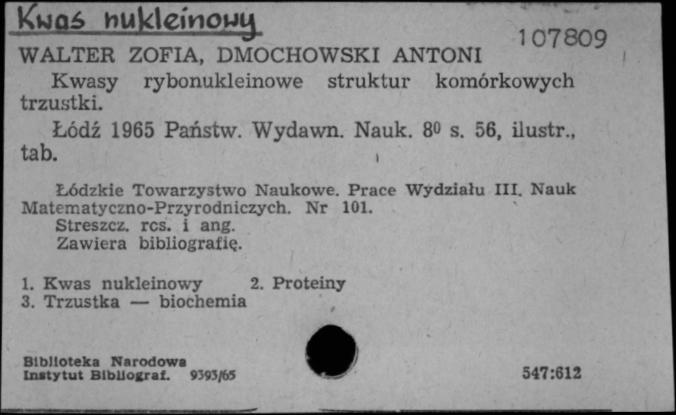 Kwas nukleinowy
107809
WALTER ZOFIA, DMOCHOWSKI ANTONI
Kwasy rybonukleinowe struktur komórkowych
trzustki.
Łódź 1965 Państw. Wydawn. Nauk. 8⁰ s. 56, ilustr.,
tab.
Łódzkie Towarzystwo Naukowe. Prace Wydziału III. Nauk
Matematyczno-Przyrodniczych. Nr 101.
Streszcz. rcs. i ang.
Zawiera bibliografię.
1. Kwas nukleinowy 2. Proteiny
3. Trzustka — biochemia
Biblioteka Narodowa
Instytut Bibliograf. 9393/65
547:612